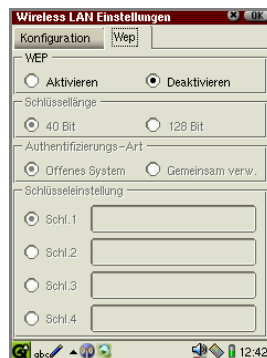 Wireless LAN Einstellungen OK
Konfiguration Wep
WEP
Aktivieren Deaktivieren
Schlüssellänge
40 Bit 128 Bit
Authentifizierungs-Art
Offenes System Gemeinsam verw.
Schlüsseleinstellung
Schl.1
Schl.2
Schl.3
Schl.4
abc 12:42